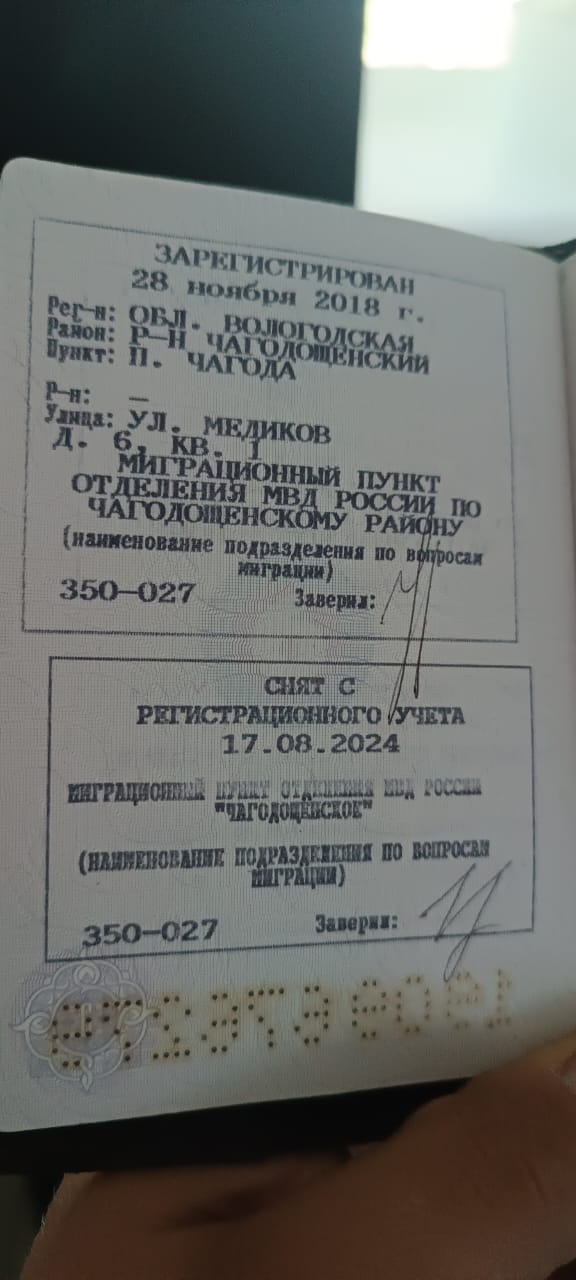 ЗАРЕГИСТРИРОВАН
28 ноября 2018 г.
Рег-н: ОБЛ. ВОЛОГОДСКАЯ
Район: Р-Н ЧАГОДОЩЕНСКИЙ
Пункт: П. ЧАГОДА
Р-н: —
Улица: УЛ. МЕДИКОВ
Д. 6, КВ. 1
МИГРАЦИОННЫЙ ПУНКТ
ОТДЕЛЕНИЯ МВД РОССИИ ПО
ЧАГОДОЩЕНСКОМУ РАЙОНУ
(наименование подразделения по вопросам
миграции)
350-027 Заверил:
СНЯТ С
РЕГИСТРАЦИОННОГО УЧЕТА
17.08.2024
МИГРАЦИОННЫЙ ПУНКТ ОТДЕЛЕНИЯ МВД РОССИИ
"ЧАГОДОЩЕНСКОЕ"
(НАИМЕНОВАНИЕ ПОДРАЗДЕЛЕНИЯ ПО ВОПРОСАМ
МИГРАЦИИ)
350-027 Заверил: